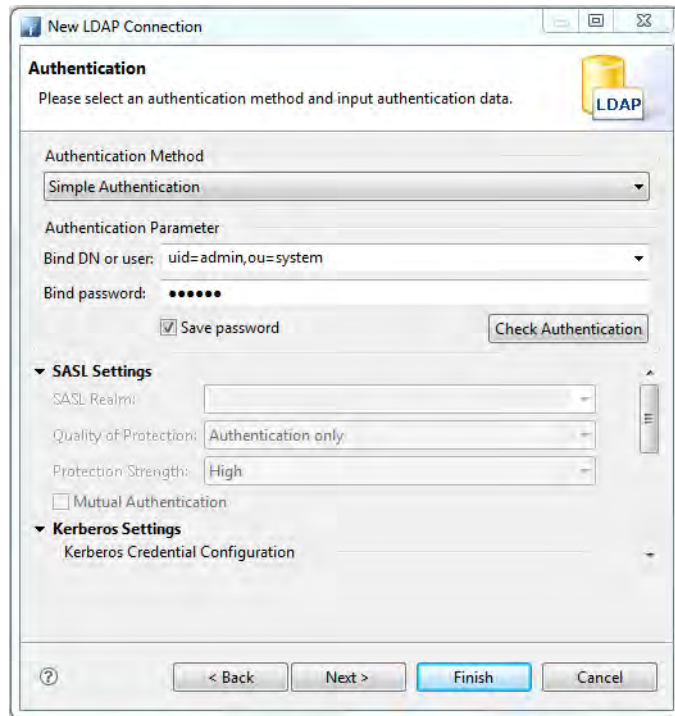 New LDAP Connection
Authentication
Please select an authentication method and input authentication data.
LDAP
Authentication Method
Simple Authentication
Authentication Parameter
Bind DN or user: uid=admin,ou=system
Bind password: ••••••
Save password Check Authentication
SASL Settings
SASL Realm:
Quality of Protection: Authentication only
Protection Strength: High
Mutual Authentication
Kerberos Settings
Kerberos Credential Configuration
? < Back Next > Finish Cancel